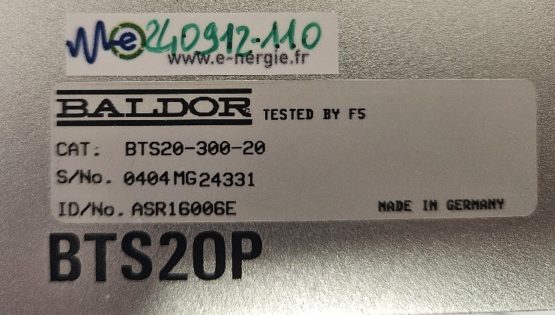 e 240912-110
www.e-nergie.fr
BALDOR TESTED BY F5
CAT: BTS20-300-20
S/No. 0404MG24331
ID/No. ASR16006E MADE IN GERMANY
BTS20P